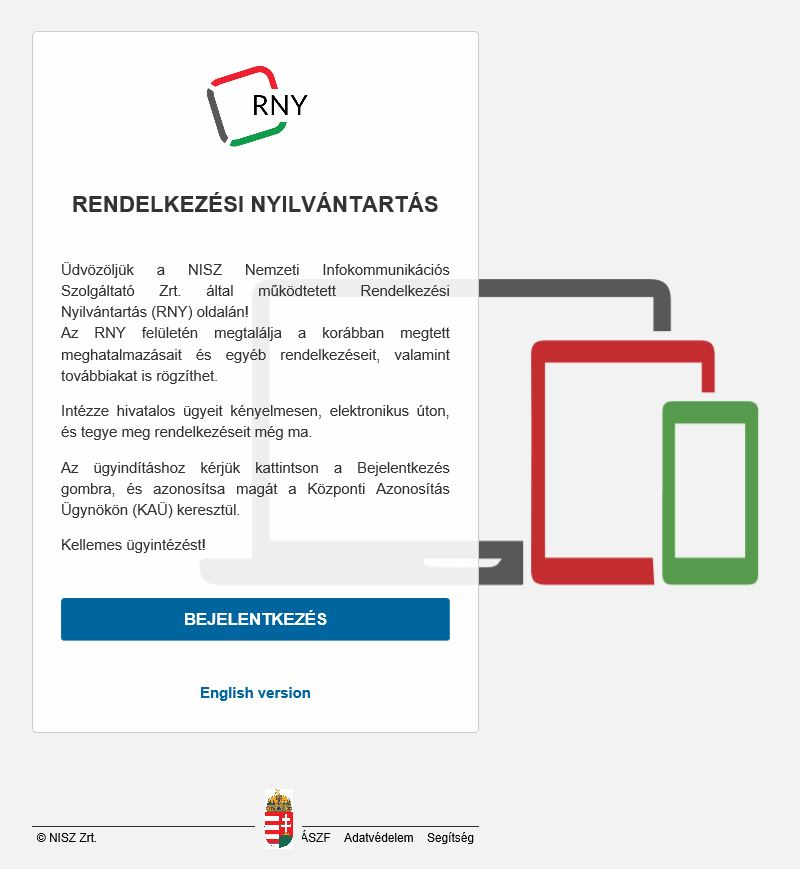 RNY
RENDELKEZÉSI NYILVÁNTARTÁS
Üdvözöljük a NISZ Nemzeti Infokommunikációs
Szolgáltató Zrt. által működtetett Rendelkezési
Nyilvántartás (RNY) oldalán!
Az RNY felületén megtalálja a korábban megtett
meghatalmazásait és egyéb rendelkezéseit, valamint
továbbiakat is rögzíthet.
Intézze hivatalos ügyeit kényelmesen, elektronikus úton,
és tegye meg rendelkezéseit még ma.
Az ügyindításhoz kérjük kattintson a Bejelentkezés
gombra, és azonosítsa magát a Központi Azonosítás
Ügynökön (KAÜ) keresztül.
Kellemes ügyintézést!
BEJELENTKEZÉS
English version
© NISZ Zrt. ÁSZF Adatvédelem Segítség